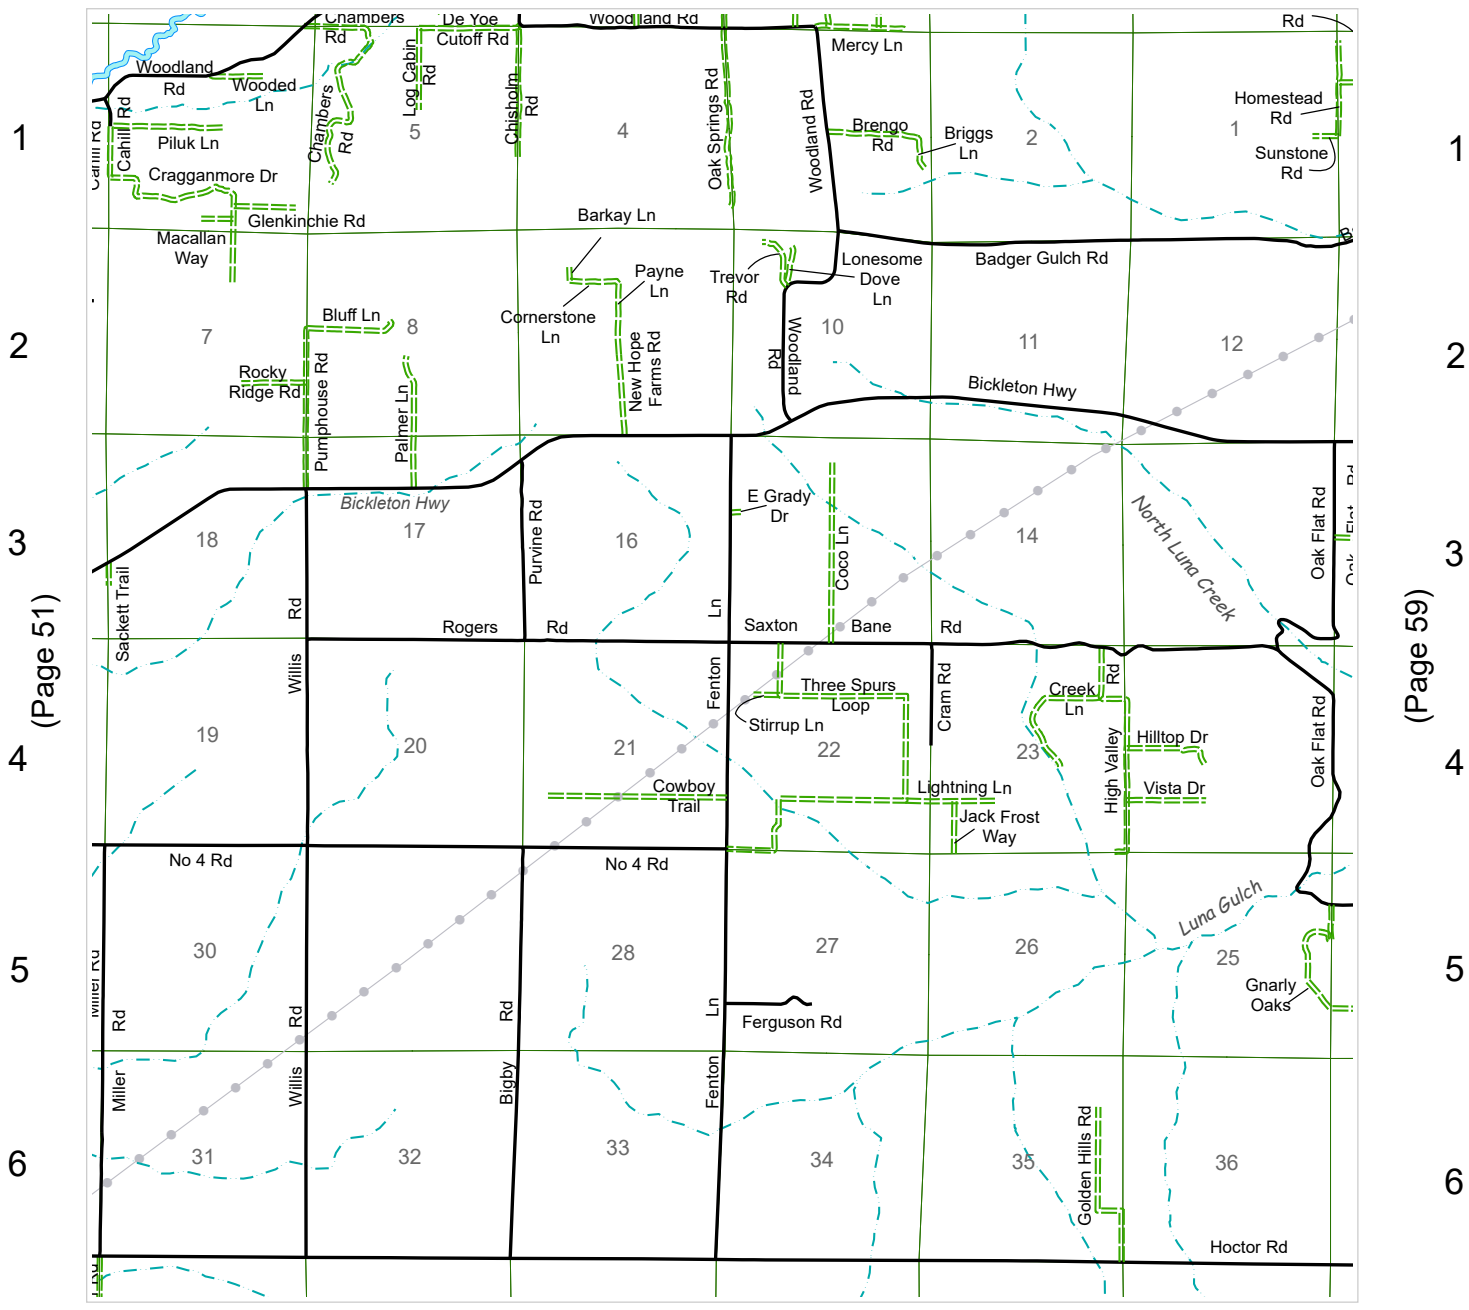 Chambers
Rd
De Yoe
Cutoff Rd
Woodland Rd
Mercy Ln
Rd
Woodland
Rd
Wooded
Ln
Log Cabin
Rd
Chambers
Rd
Chisholm
Rd
Oak Springs Rd
Woodland Rd
Homestead
Rd
Cahill Rd
Cahill Rd
Piluk Ln
5
4
Brengo
Rd
Briggs
Ln
2
1
Sunstone
Rd
1
1
Cragganmore Dr
Glenkinchie Rd
Macallan
Way
Barkay Ln
Payne
Ln
Cornerstone
Ln
Trevor
Rd
Lonesome
Dove
Ln
Badger Gulch Rd
B
2
2
7
Bluff Ln
8
10
11
12
Woodland
Rd
New Hope
Farms Rd
Rocky
Ridge Rd
Pumphouse Rd
Palmer Ln
Bickleton Hwy
Bickleton Hwy
3
3
18
17
16
14
Purvine Rd
E Grady
Dr
Coco Ln
North Luna Creek
Oak Flat Rd
Oak Flat Rd
Sackett Trail
Rd
Ln
Rogers
Rd
Saxton
Bane
Rd
(Page 51)
(Page 59)
Willis
Fenton
Three Spurs
Loop
Stirrup Ln
Cram Rd
Creek
Ln
Rd
High Valley
Hilltop Dr
Vista Dr
Oak Flat Rd
4
4
19
20
21
22
23
Cowboy
Trail
Lightning Ln
Jack Frost
Way
No 4 Rd
No 4 Rd
Luna Gulch
5
5
30
28
27
26
25
Miller Rd
Rd
Rd
Rd
Ln
Ferguson Rd
Gnarly
Oaks
Miller
Willis
Bigby
Fenton
6
6
31
32
33
34
35
36
Golden Hills Rd
Hoctor Rd
Rd